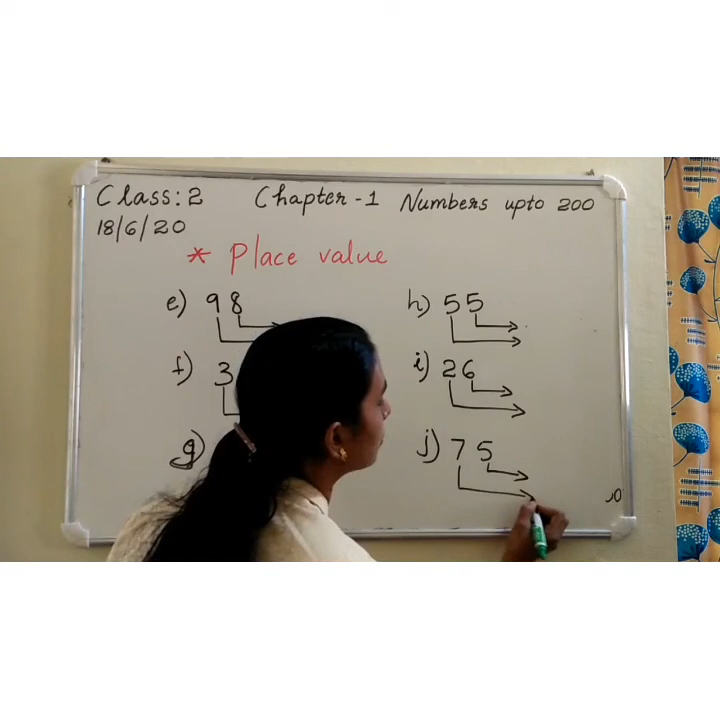 Class: 2 Chapter -1 Numbers upto 200
18/6/20
* Place value
e) 98
h) 55
f) 3
i) 26
g)
j) 75